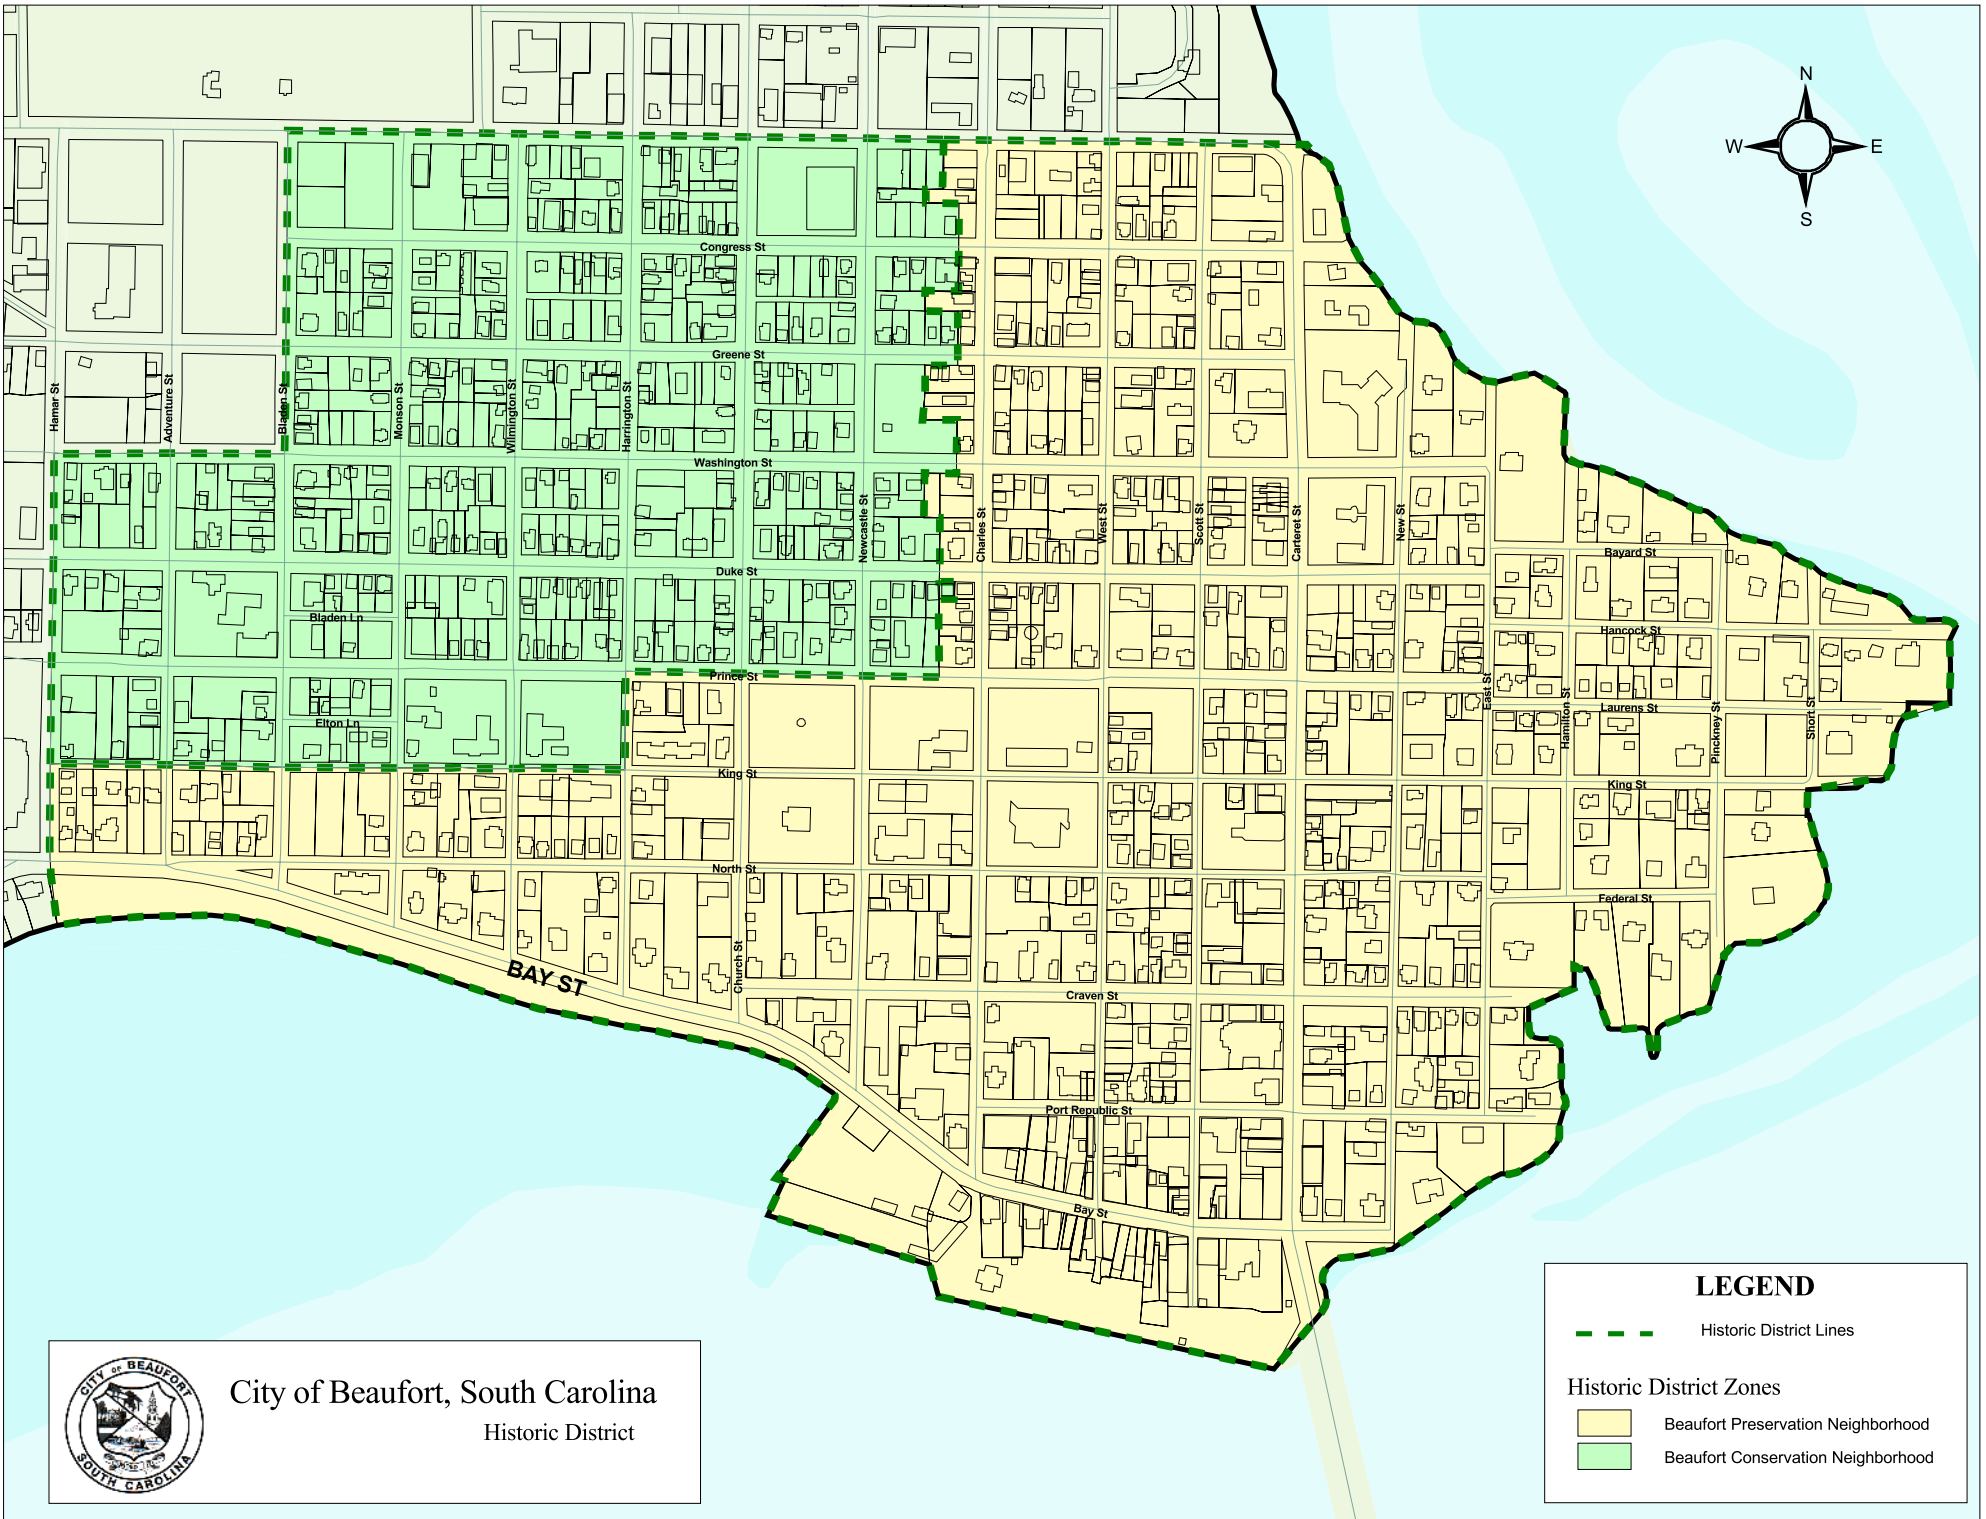 N
W E
S
Congress St
Greene St
Hamar St
Adventure St
Bladen St
Monson St
Wilmington St
Harrington St
Washington St
Newcastle St
Charles St
West St
Scott St
Carteret St
New St
Bayard St
Duke St
Bladen Ln
Hancock St
Prince St
East St
Hamilton St
Laurens St
Pinckney St
Short St
Elton Ln
King St
King St
North St
Federal St
Church St
BAY ST
Craven St
Port Republic St
Bay St
LEGEND
Historic District Lines
Historic District Zones
Beaufort Preservation Neighborhood
Beaufort Conservation Neighborhood
CITY OF BEAUFORT
SOUTH CAROLINA
City of Beaufort, South Carolina
Historic District